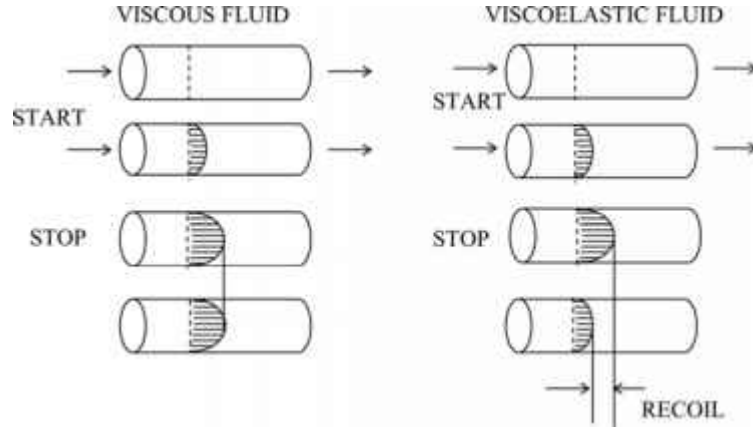 VISCOUS FLUID
START
STOP
VISCOELASTIC FLUID
START
STOP
RECOIL